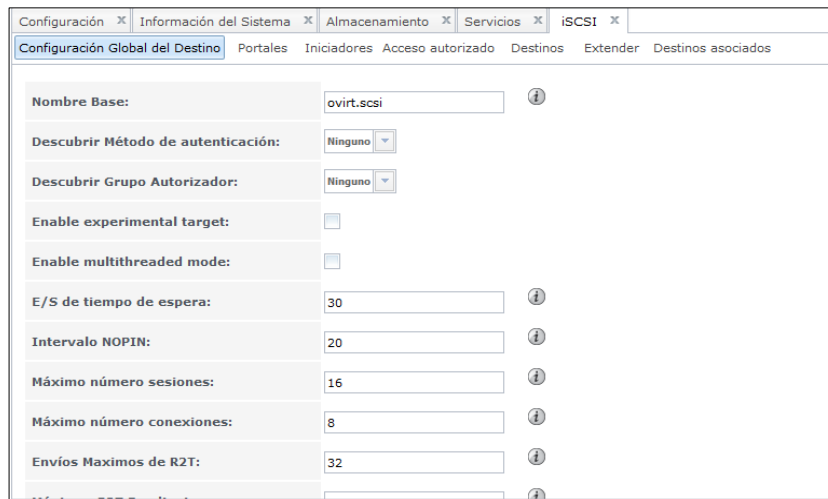 Configuración X Información del Sistema X Almacenamiento X Servicios X iSCSI X
Configuración Global del Destino Portales Iniciadores Acceso autorizado Destinos Extender Destinos asociados
Nombre Base: ovirt.scsi
Descubrir Método de autenticación: Ninguno
Descubrir Grupo Autorizador: Ninguno
Enable experimental target:
Enable multithreaded mode:
E/S de tiempo de espera: 30
Intervalo NOPIN: 20
Máximo número sesiones: 16
Máximo número conexiones: 8
Envíos Maximos de R2T: 32